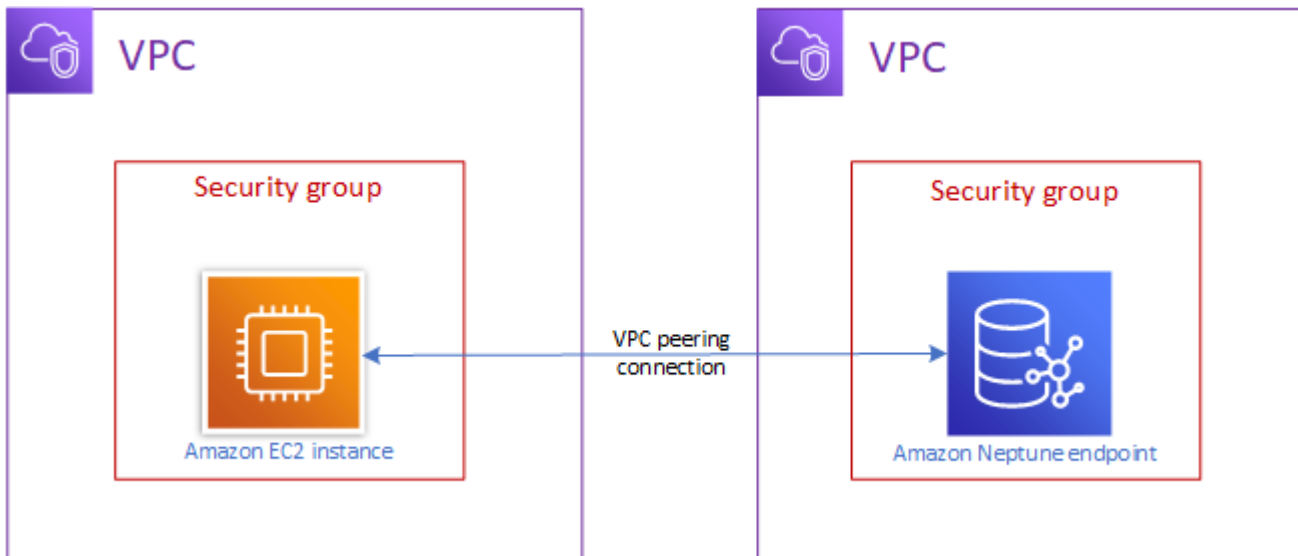 VPC
VPC
Security group
Security group
VPC peering
connection
Amazon EC2 instance
Amazon Neptune endpoint